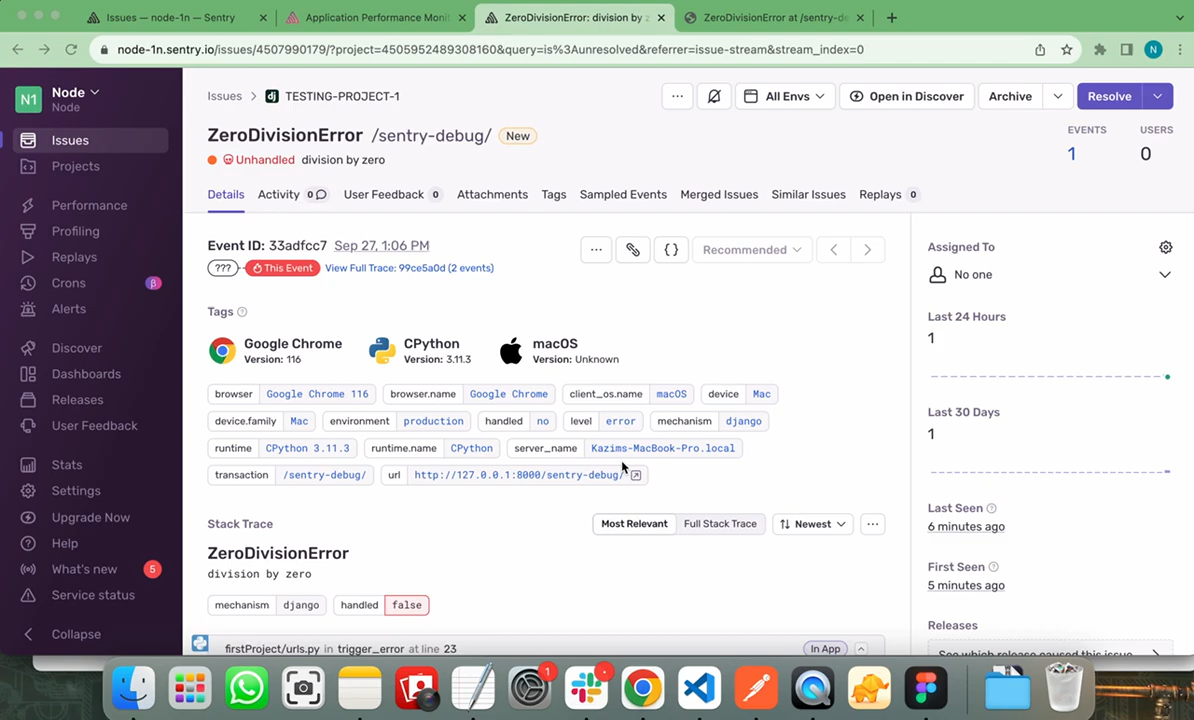 Issues — node-1n — Sentry
Application Performance Monit
ZeroDivisionError: division by z
ZeroDivisionError at /sentry-de
node-1n.sentry.io/issues/4507990179/?project=4505952489308160&query=is%3Aunresolved&referrer=issue-stream&stream_index=0
N
N1
Node
Node
Issues
Projects
Performance
Profiling
Replays
Crons
β
Alerts
Discover
Dashboards
Releases
User Feedback
Stats
Settings
Upgrade Now
Help
What's new
5
Service status
Collapse
Issues > dj TESTING-PROJECT-1
All Envs
Open in Discover
Archive
Resolve
ZeroDivisionError /sentry-debug/ New
Unhandled division by zero
EVENTS
1
USERS
0
Details
Activity 0
User Feedback 0
Attachments
Tags
Sampled Events
Merged Issues
Similar Issues
Replays 0
Event ID: 33adfcc7 Sep 27, 1:06 PM
??? This Event View Full Trace: 99ce5a0d (2 events)
Recommended
Tags
Google Chrome
Version: 116
CPython
Version: 3.11.3
macOS
Version: Unknown
browser Google Chrome 116 browser.name Google Chrome client_os.name macOS device Mac
device.family Mac environment production handled no level error mechanism django
runtime CPython 3.11.3 runtime.name CPython server_name Kazims-MacBook-Pro.local
transaction /sentry-debug/ url http://127.0.0.1:8000/sentry-debug/
Stack Trace
Most Relevant
Full Stack Trace
Newest
ZeroDivisionError
division by zero
mechanism django handled false
firstProject/urls.py in trigger_error at line 23
In App
Assigned To
No one
Last 24 Hours
1
Last 30 Days
1
Last Seen
6 minutes ago
First Seen
5 minutes ago
Releases
See which release caused this issue
1